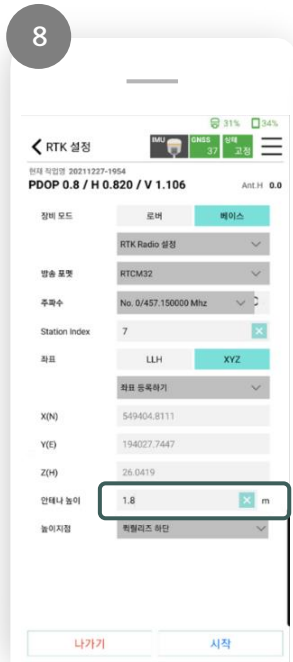 8
31% 34%
RTK 설정 IMU GNSS 37 상태 고정
현재 작업명 20211227-1954
PDOP 0.8 / H 0.820 / V 1.106 Ant.H 0.0
장비 모드 로버 베이스
RTK Radio 설정
방송 포맷 RTCM32
주파수 No. 0/457.150000 Mhz
Station Index 7
좌표 LLH XYZ
좌표 등록하기
X(N) 549404.8111
Y(E) 194027.7447
Z(H) 26.0419
안테나 높이 1.8 m
높이지점 퀵릴리즈 하단
나가기 시작